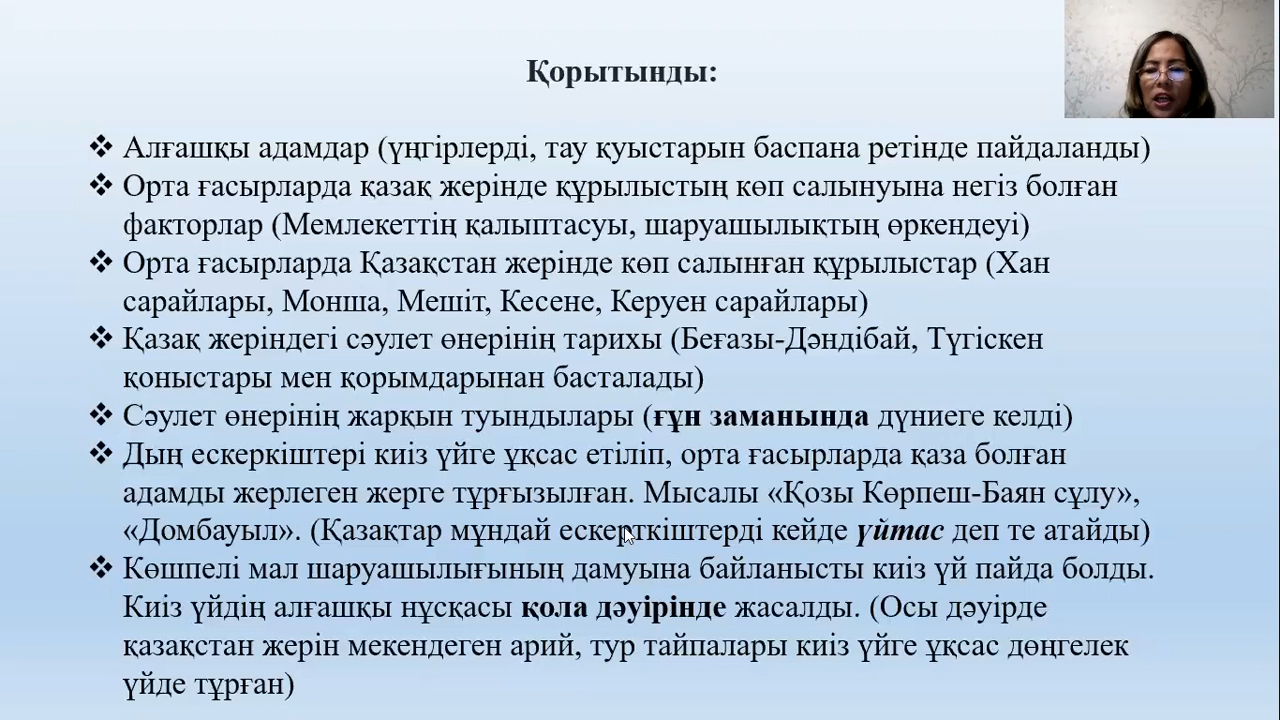 Қорытынды:
❖ Алғашқы адамдар (үңгірлерді, тау қуыстарын баспана ретінде пайдаланды)
❖ Орта ғасырларда қазақ жерінде құрылыстың көп салынуына негіз болған
факторлар (Мемлекеттің қалыптасуы, шаруашылықтың өркендеуі)
❖ Орта ғасырларда Қазақстан жерінде көп салынған құрылыстар (Хан
сарайлары, Монша, Мешіт, Кесене, Керуен сарайлары)
❖ Қазақ жеріндегі сәулет өнерінің тарихы (Беғазы-Дәндібай, Түгіскен
қоныстары мен қорымдарынан басталады)
❖ Сәулет өнерінің жарқын туындылары (ғұн заманында дүниеге келді)
❖ Дың ескеркіштері киіз үйге ұқсас етіліп, орта ғасырларда қаза болған
адамды жерлеген жерге тұрғызылған. Мысалы «Қозы Көрпеш-Баян сұлу»,
«Домбауыл». (Қазақтар мұндай ескерткіштерді кейде үйтас деп те атайды)
❖ Көшпелі мал шаруашылығының дамуына байланысты киіз үй пайда болды.
Киіз үйдің алғашқы нұсқасы қола дәуірінде жасалды. (Осы дәуірде
қазақстан жерін мекендеген арий, тур тайпалары киіз үйге ұқсас дөңгелек
үйде тұрған)